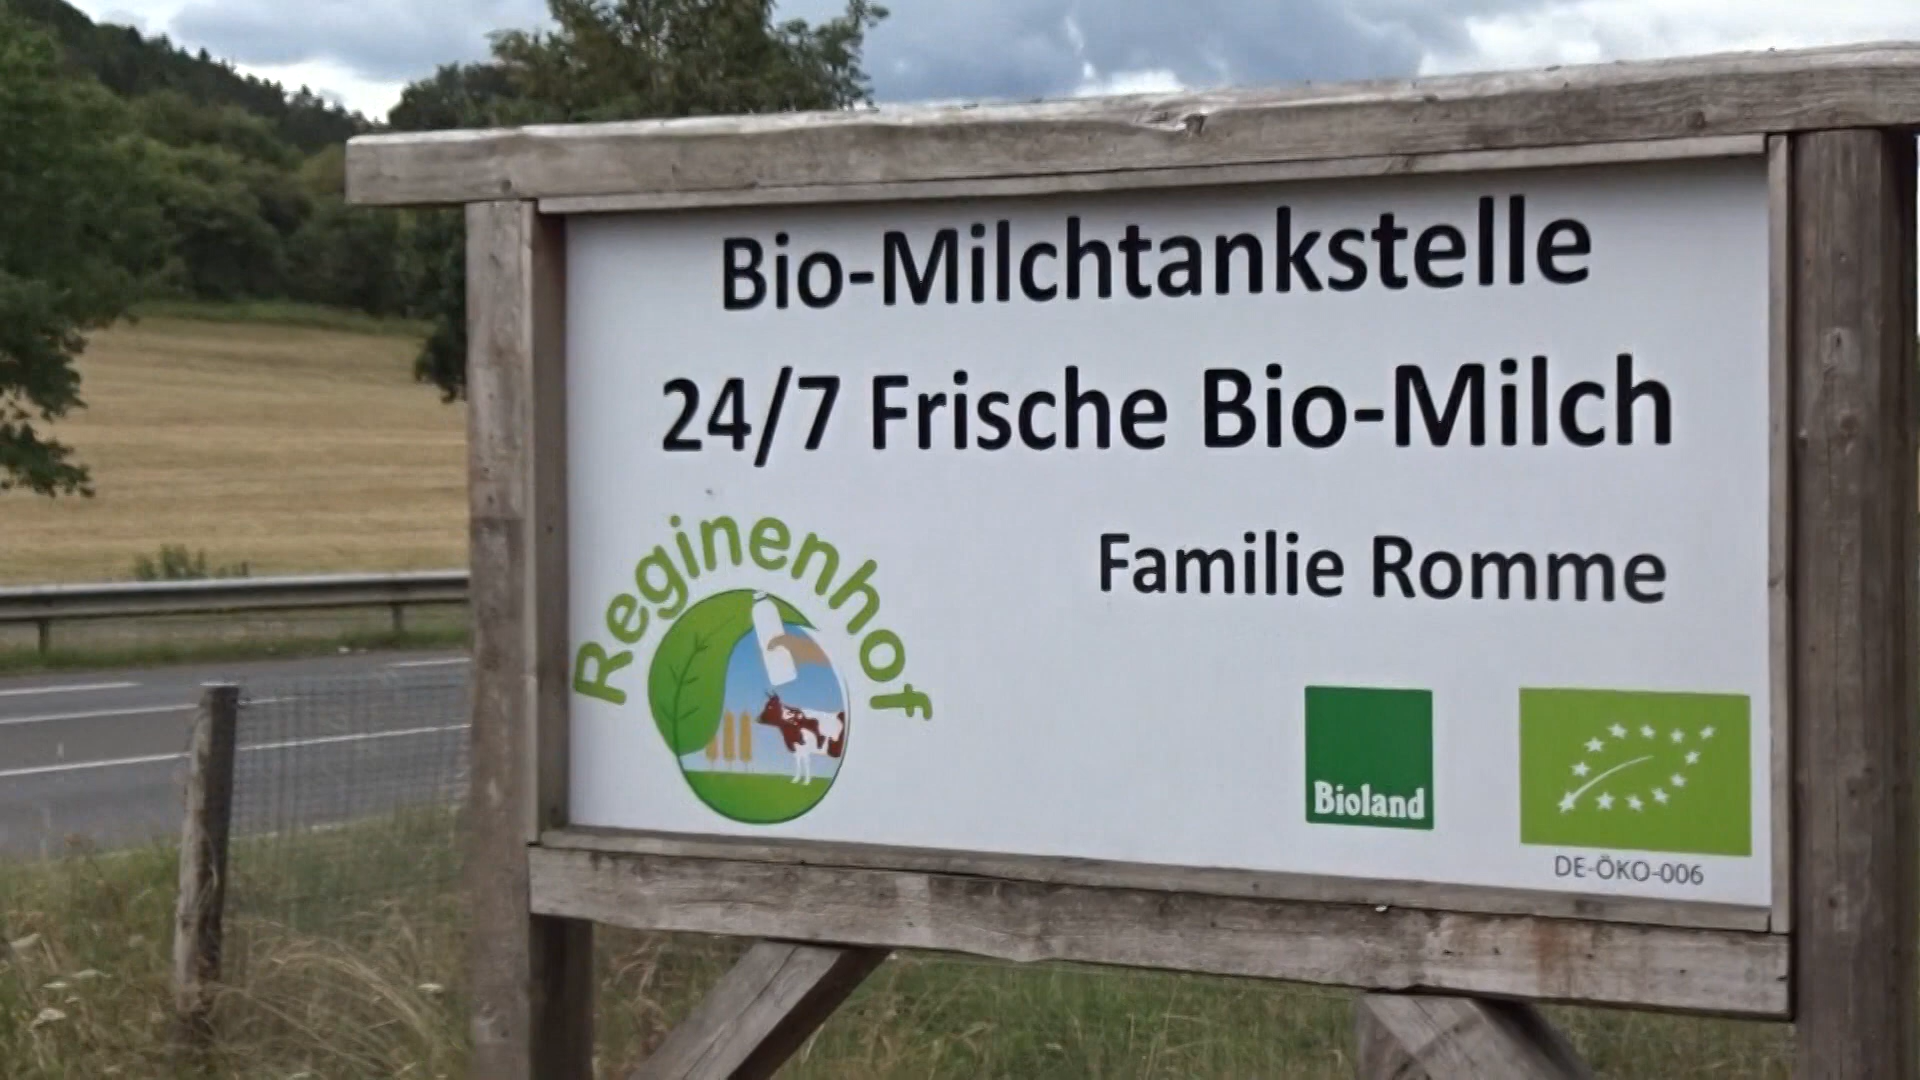 Bio-Milchtankstelle
24/7 Frische Bio-Milch
Familie Romme
Reginenhof
Bioland
DE-ÖKO-006